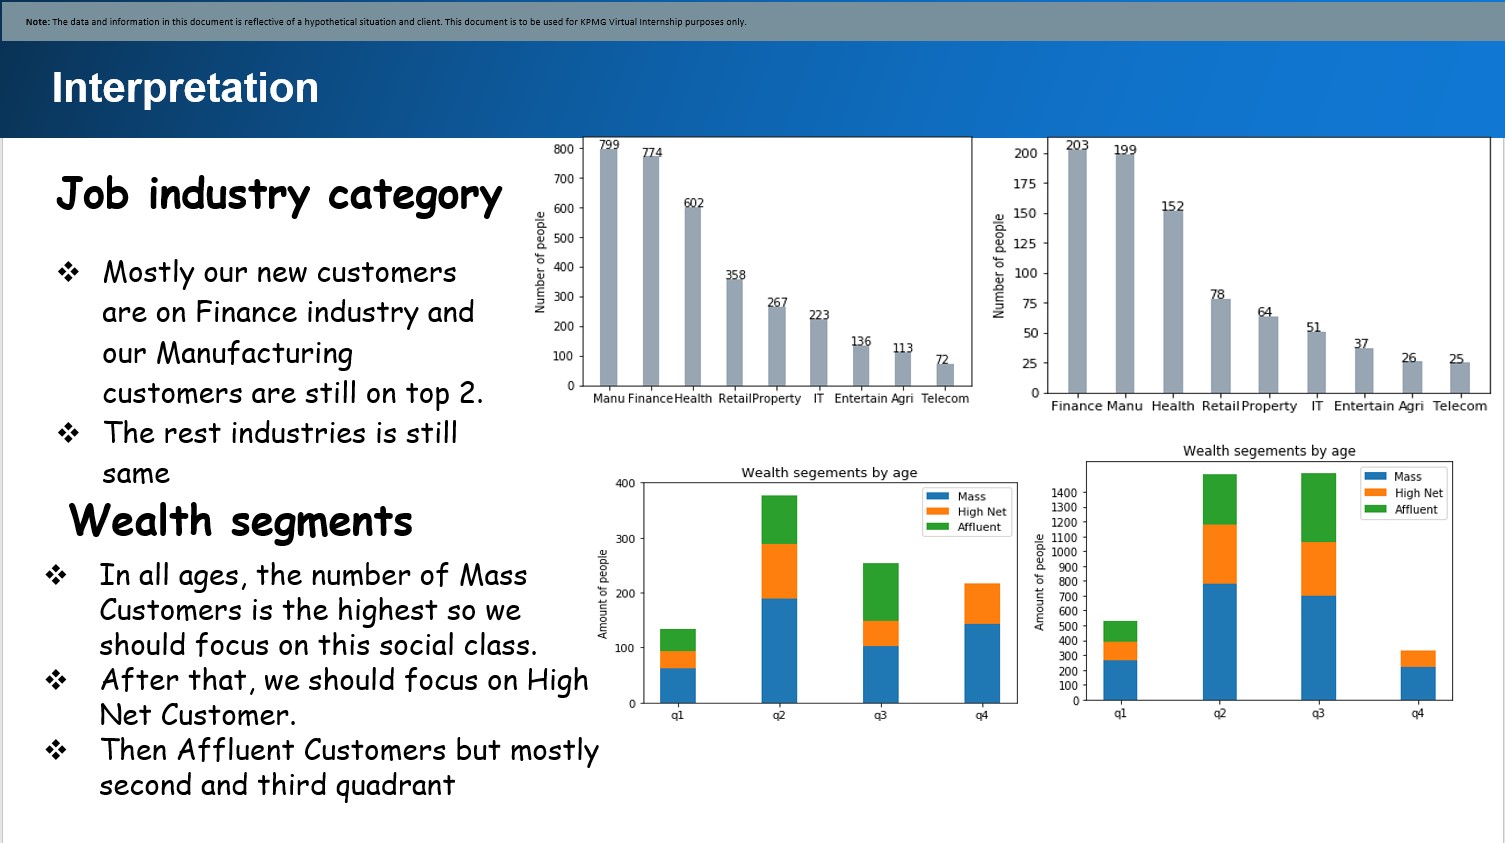 Note: The data and information in this document is reflective of a hypothetical situation and client. This document is to be used for KPMG Virtual Internship purposes only.
Interpretation
Job industry category
❖ Mostly our new customers
are on Finance industry and
our Manufacturing
customers are still on top 2.
❖ The rest industries is still
same
Wealth segments
❖ In all ages, the number of Mass
Customers is the highest so we
should focus on this social class.
❖ After that, we should focus on High
Net Customer.
❖ Then Affluent Customers but mostly
second and third quadrant
Number of people
800
700
600
500
400
300
200
100
0
799 774 602 358 267 223 136 113 72
Manu Finance Health Retail Property IT Entertain Agri Telecom
Number of people
200
175
150
125
100
75
50
25
0
203 199 152 78 64 51 37 26 25
Finance Manu Health Retail Property IT Entertain Agri Telecom
Wealth segements by age
Amount of people
400
300
200
100
0
Mass
High Net
Affluent
q1 q2 q3 q4
Wealth segements by age
Amount of people
1400
1300
1200
1100
1000
900
800
700
600
500
400
300
200
100
0
Mass
High Net
Affluent
q1 q2 q3 q4